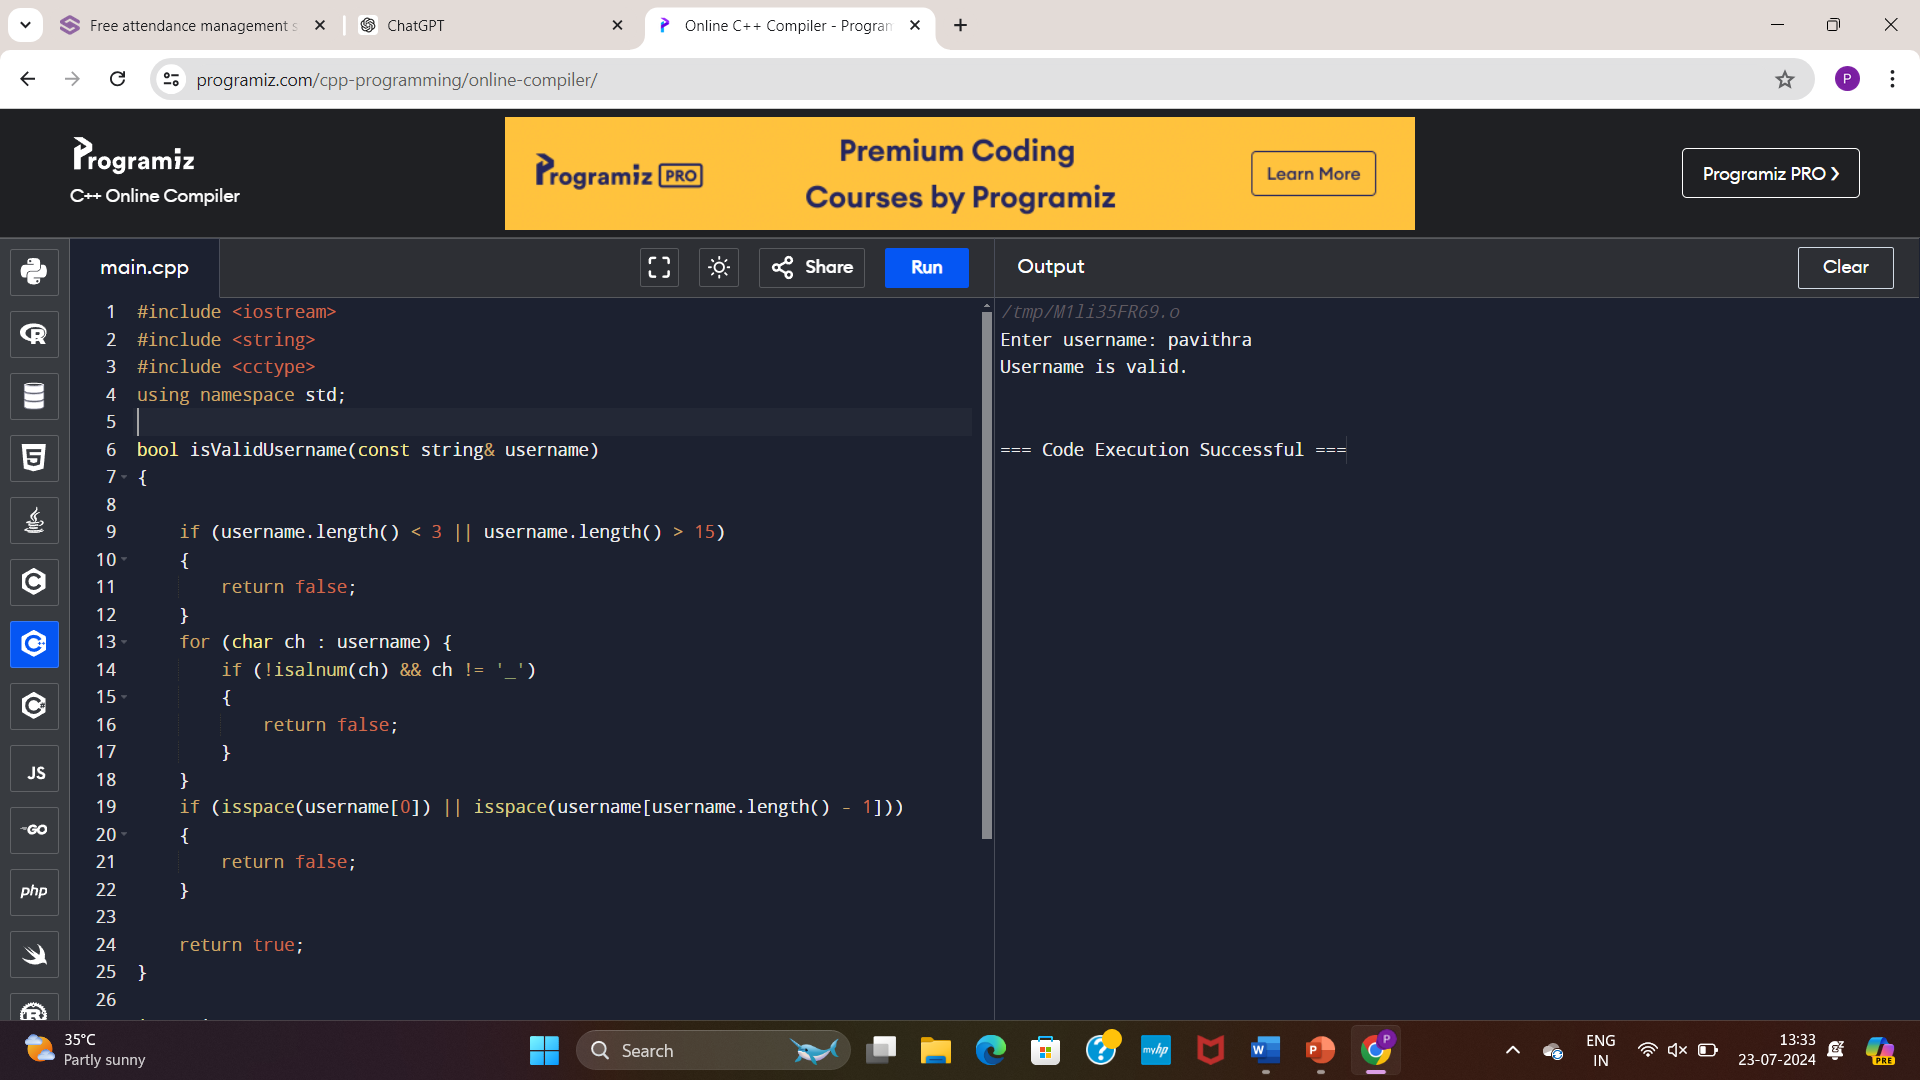 Free attendance management s
ChatGPT
Online C++ Compiler - Program
programiz.com/cpp-programming/online-compiler/
P
Programiz
C++ Online Compiler
Programiz PRO
Premium Coding
Courses by Programiz
Learn More
Programiz PRO
main.cpp
Share
Run
Output
Clear
1 #include <iostream>
2 #include <string>
3 #include <cctype>
4 using namespace std;
5
6 bool isValidUsername(const string& username)
7 {
8
9 if (username.length() < 3 || username.length() > 15)
10 {
11 return false;
12 }
13 for (char ch : username) {
14 if (!isalnum(ch) && ch != '_')
15 {
16 return false;
17 }
18 }
19 if (isspace(username[0]) || isspace(username[username.length() - 1]))
20 {
21 return false;
22 }
23
24 return true;
25 }
26
/tmp/M1li35FR69.o
Enter username: pavithra
Username is valid.
=== Code Execution Successful ===
JS
GO
php
35°C
Partly sunny
Search
ENG
IN
13:33
23-07-2024